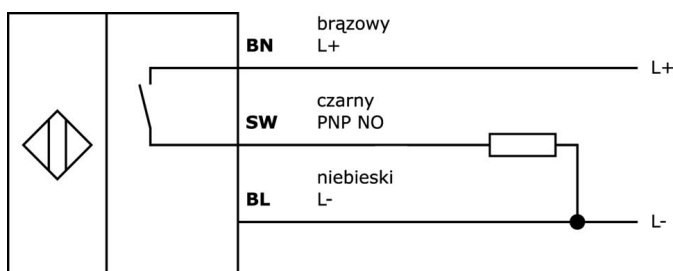 brązowy
BN L+
L+
czarny
SW PNP NO
niebieski
BL L-
L-